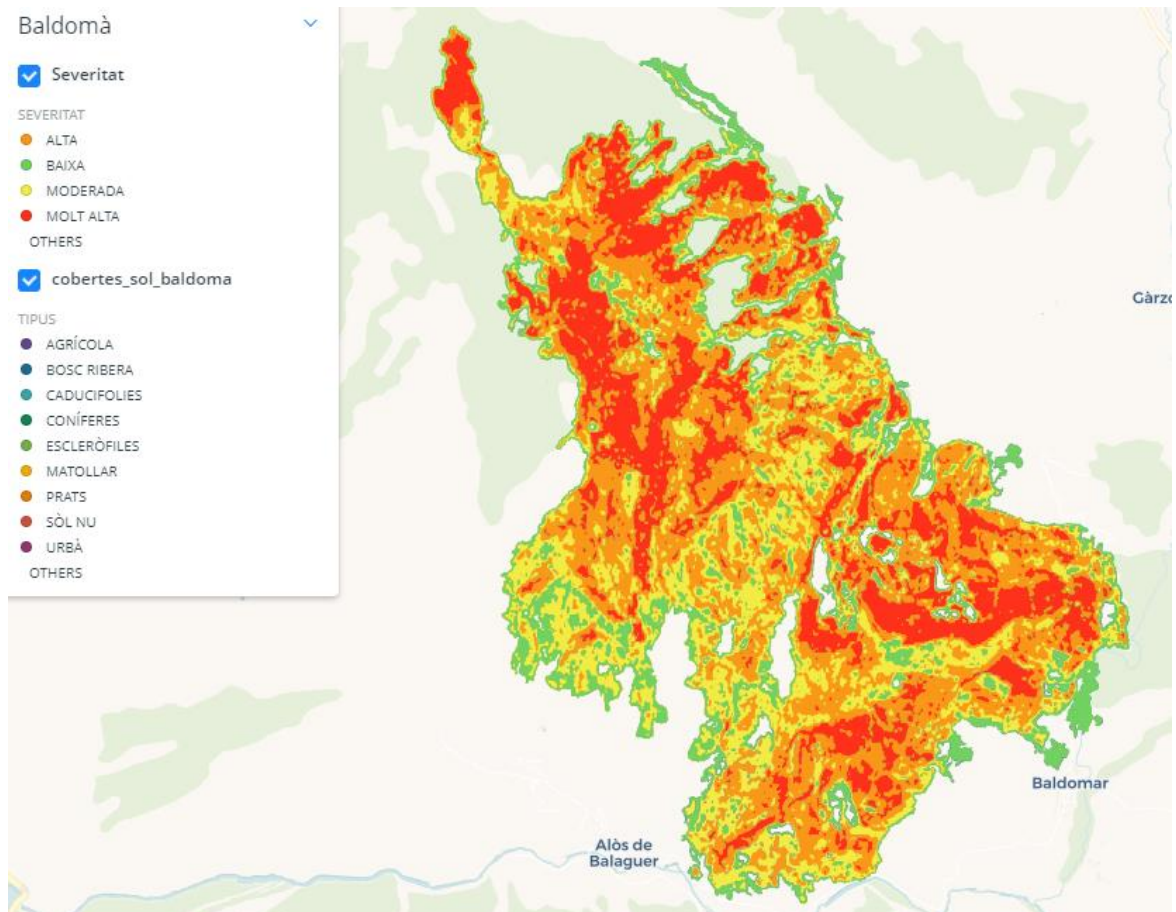 Baldomà
Severitat
SEVERITAT
ALTA
BAIXA
MODERADA
MOLT ALTA
OTHERS
cobertes_sol_baldoma
TIPUS
AGRÍCOLA
BOSC RIBERA
CADUCIFOLIES
CONÍFERES
ESCLERÒFILES
MATOLLAR
PRATS
SÒL NU
URBÀ
OTHERS
Gàrzo
Baldomar
Alòs de
Balaguer